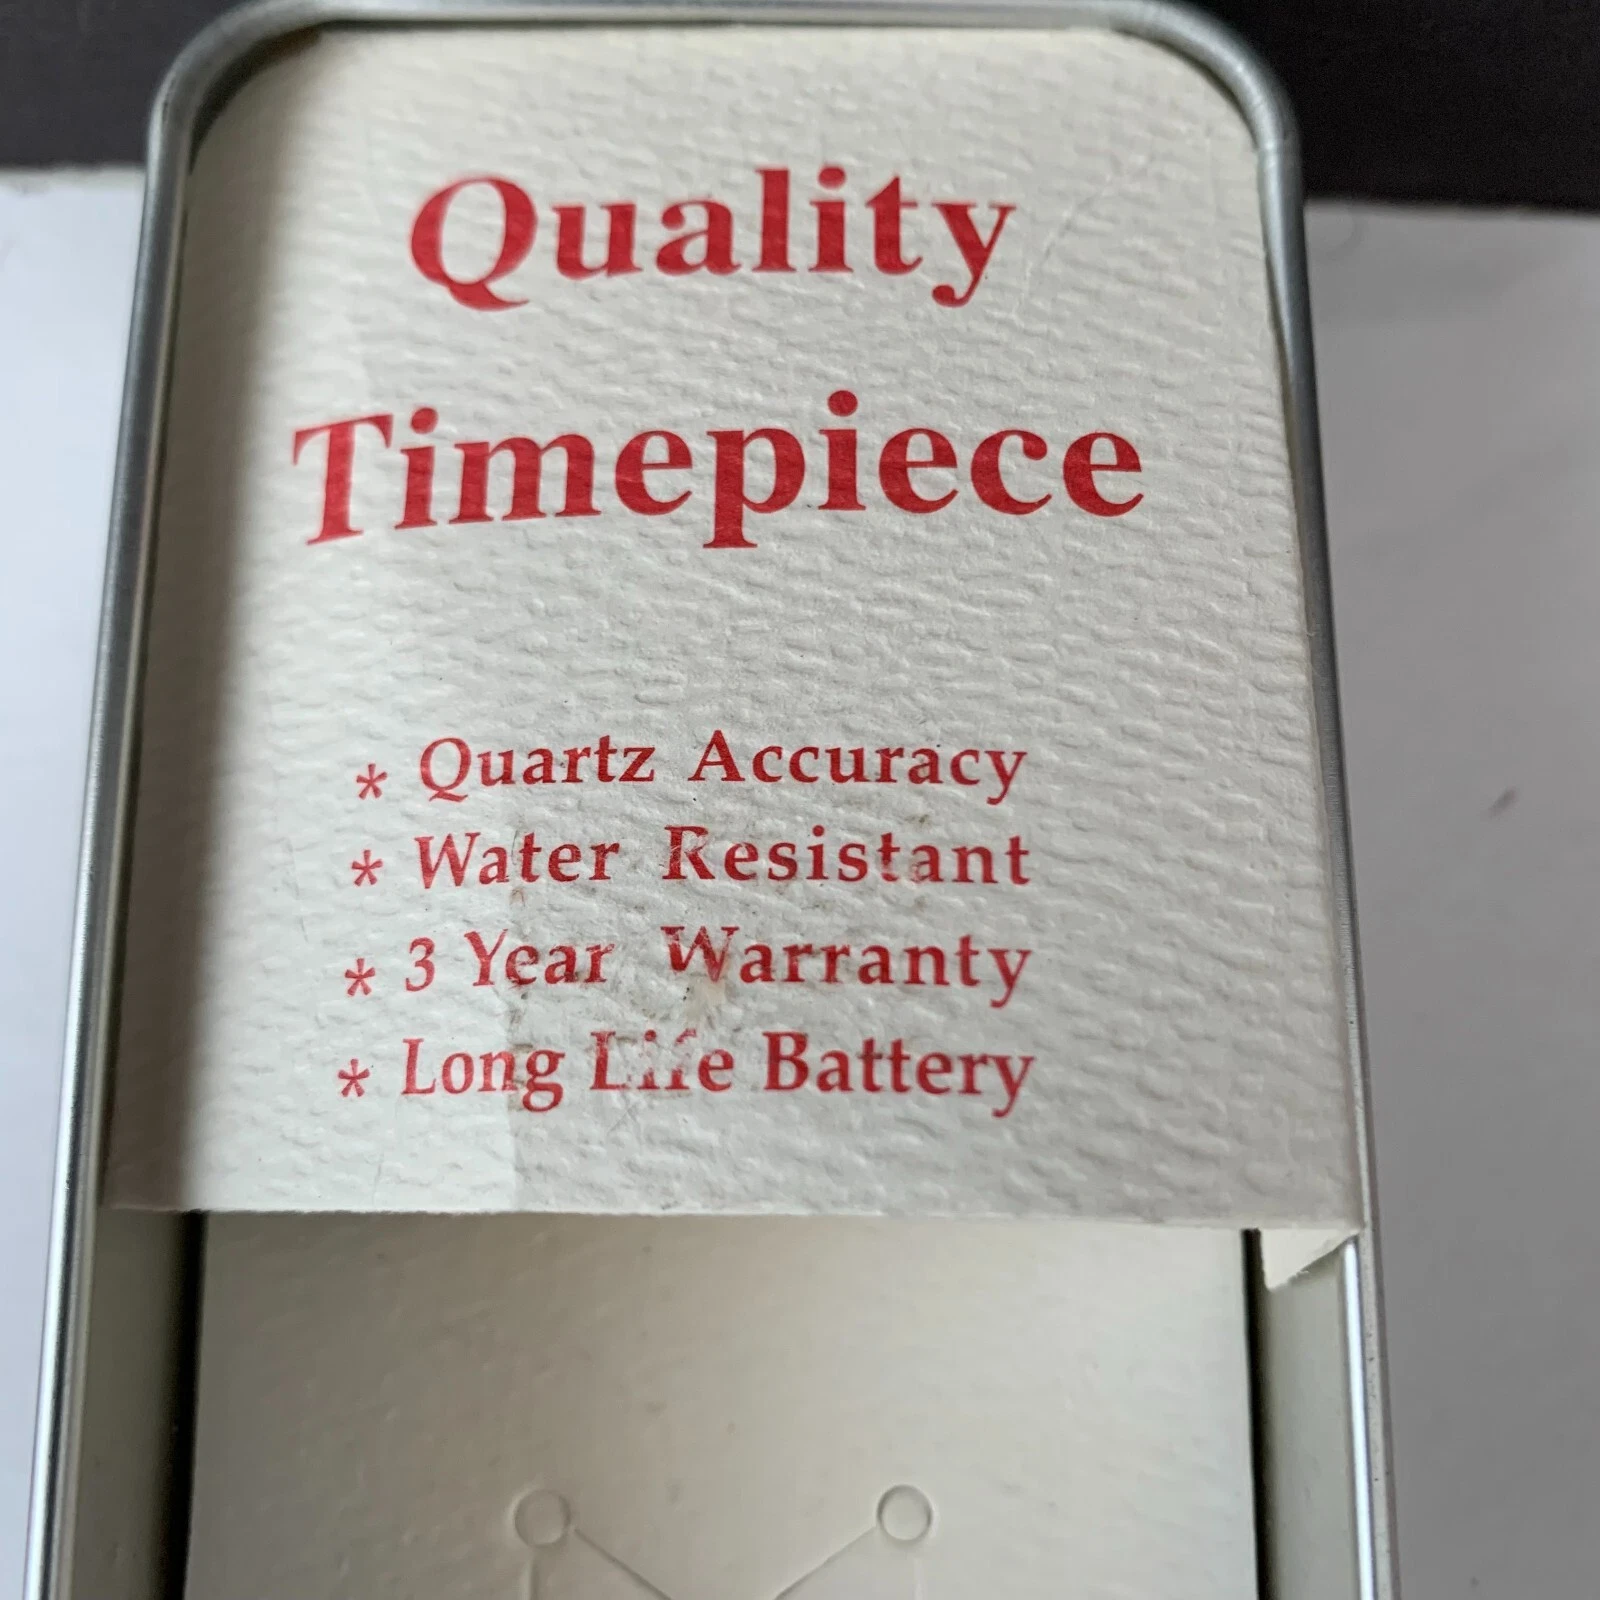 Quality
Timepiece
* Quartz Accuracy
* Water Resistant
* 3 Year Warranty
* Long Life Battery